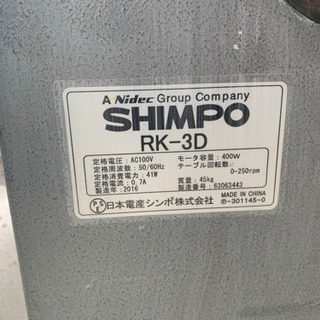 A Nidec Group Company
SHIMPO
RK-3D
定格電圧：AC100V
定格周波数：50/60Hz
定格消費電力：41W
定格電流：0.7A
製造年：2016
モータ容量：400W
テーブル回転数：
0-250rpm
質量：45kg
製造番号：63063443
MADE IN CHINA
℗-301145-0
PSE
日本電産シンポ株式会社